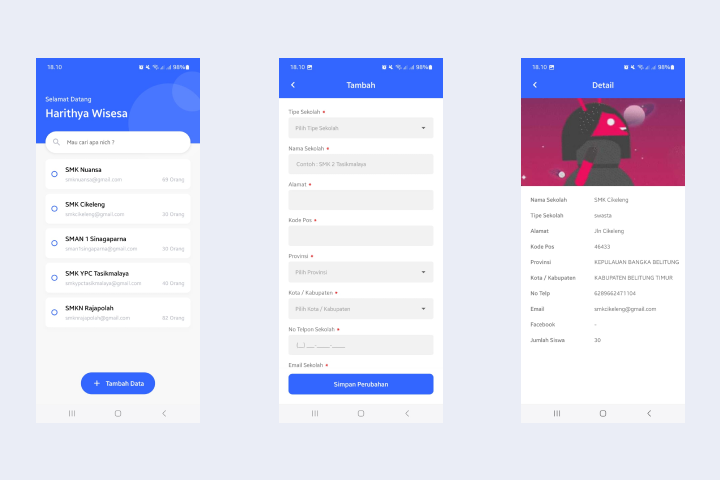 18.10
98%
Selamat Datang
Harithya Wisesa
Mau cari apa nich ?
SMK Nuansa
smknuansa@gmail.com
69 Orang
SMK Cikeleng
smkcikeleng@gmail.com
30 Orang
SMAN 1 Sinagaparna
sman1singaparna@gmail.com
30 Orang
SMK YPC Tasikmalaya
smkypctasikmalaya@gmail.com
40 Orang
SMKN Rajapolah
smknrajapolah@gmail.com
82 Orang
+ Tambah Data
18.10
98%
Tambah
Tipe Sekolah *
Pilih Tipe Sekolah
Nama Sekolah *
Contoh : SMK 2 Tasikmalaya
Alamat *
Kode Pos *
Provinsi *
Pilih Provinsi
Kota / Kabupaten *
Pilih Kota / Kabupaten
No Telpon Sekolah *
(__) ___-____-____
Email Sekolah *
Simpan Perubahan
18.10
98%
Detail
Nama Sekolah SMK Cikeleng
Tipe Sekolah swasta
Alamat Jln Cikeleng
Kode Pos 46433
Provinsi KEPULAUAN BANGKA BELITUNG
Kota / Kabupaten KABUPATEN BELITUNG TIMUR
No Telp 6289662471104
Email smkcikeleng@gmail.com
Facebook -
Jumlah Siswa 30